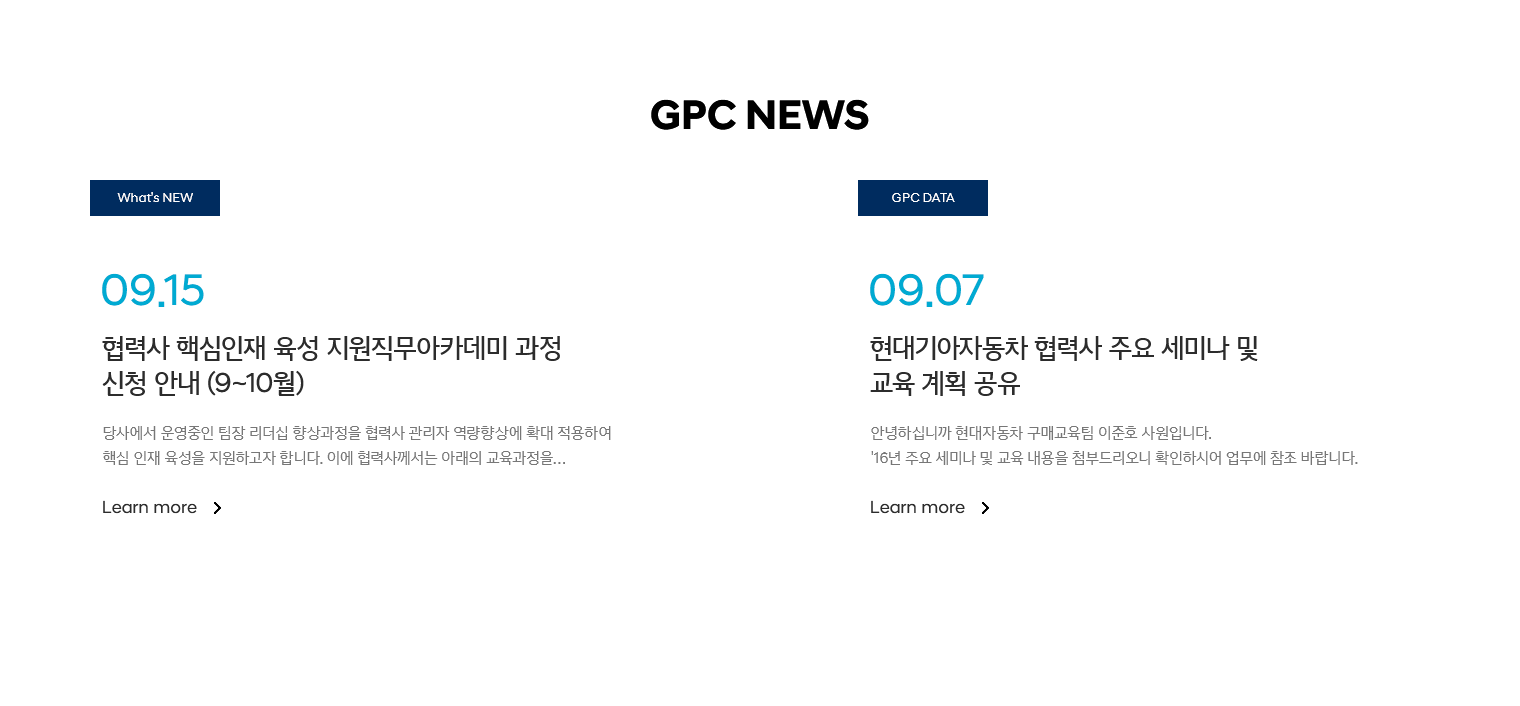 GPC NEWS
What's NEW
09.15
협력사 핵심인재 육성 지원직무아카데미 과정
신청 안내 (9~10월)
당사에서 운영중인 팀장 리더십 향상과정을 협력사 관리자 역량향상에 확대 적용하여
핵심 인재 육성을 지원하고자 합니다. 이에 협력사께서는 아래의 교육과정을...
Learn more
GPC DATA
09.07
현대기아자동차 협력사 주요 세미나 및
교육 계획 공유
안녕하십니까 현대자동차 구매교육팀 이준호 사원입니다.
'16년 주요 세미나 및 교육 내용을 첨부드리오니 확인하시어 업무에 참조 바랍니다.
Learn more